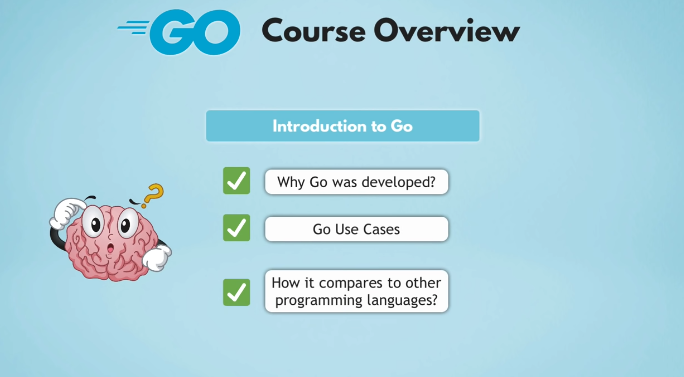 GO Course Overview
Introduction to Go
Why Go was developed?
Go Use Cases
How it compares to other
programming languages?
?